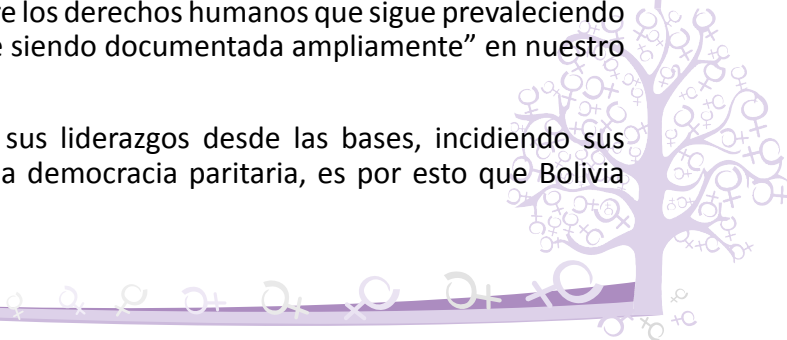 re los derechos humanos que sigue prevaleciendo
e siendo documentada ampliamente” en nuestro
sus liderazgos desde las bases, incidiendo sus
a democracia paritaria, es por esto que Bolivia